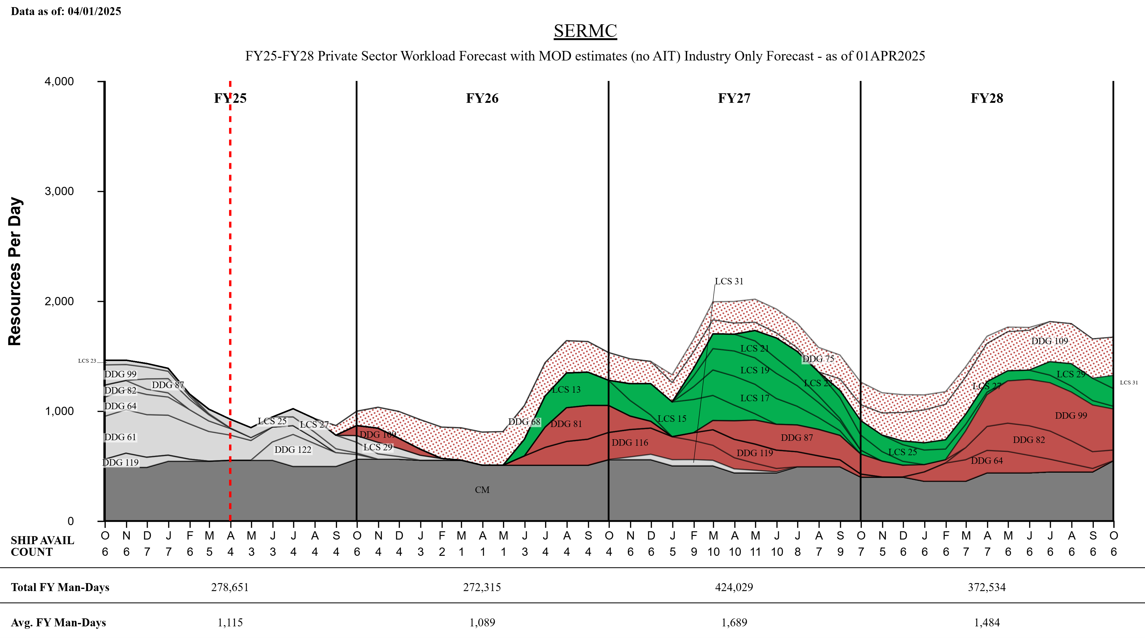 Data as of: 04/01/2025
SERMC
FY25-FY28 Private Sector Workload Forecast with MOD estimates (no AIT) Industry Only Forecast - as of 01APR2025
Resources Per Day
4,000
3,000
2,000
1,000
0
FY25
FY26
FY27
FY28
LCS 23
DDG 99
DDG 87
DDG 82
DDG 64
DDG 61
DDG 119
LCS 25
LCS 27
DDG 122
DDG 109
LCS 29
CM
DDG 68
LCS 13
DDG 81
DDG 116
LCS 15
LCS 31
LCS 21
DDG 75
LCS 19
LCS 23
LCS 17
DDG 87
DDG 119
LCS 25
DDG 109
LCS 27
LCS 29
LCS 31
DDG 99
DDG 82
DDG 64
O N D J F M A M J J A S O N D J F M A M J J A S O N D J F M A M J J A S O N D J F M A M J J A S O
SHIP AVAIL
COUNT
6 6 7 7 6 5 4 3 3 4 4 4 6 4 4 3 2 1 1 1 2 3 4 4 4 6 6 5 9 10 10 11 10 8 7 9 7 5 6 6 6 4 7 6 6 6 6 6 6
Total FY Man-Days 278,651 272,315 424,029 372,534
Avg. FY Man-Days 1,115 1,089 1,689 1,484